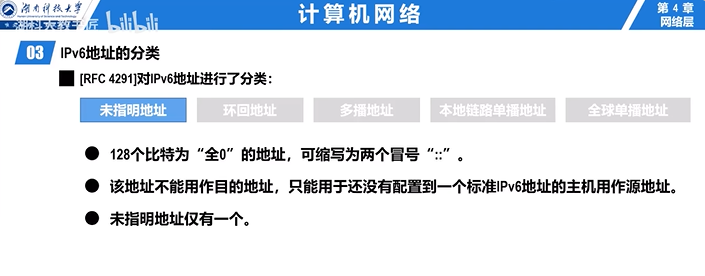 湖南科技大学
计算机网络
第 4 章
网络层
湖科大教书匠 bilibili
03 IPv6地址的分类
[RFC 4291]对IPv6地址进行了分类：
未指明地址 环回地址 多播地址 本地链路单播地址 全球单播地址
128个比特为“全0”的地址，可缩写为两个冒号“::”。
该地址不能用作目的地址，只能用于还没有配置到一个标准IPv6地址的主机用作源地址。
未指明地址仅有一个。